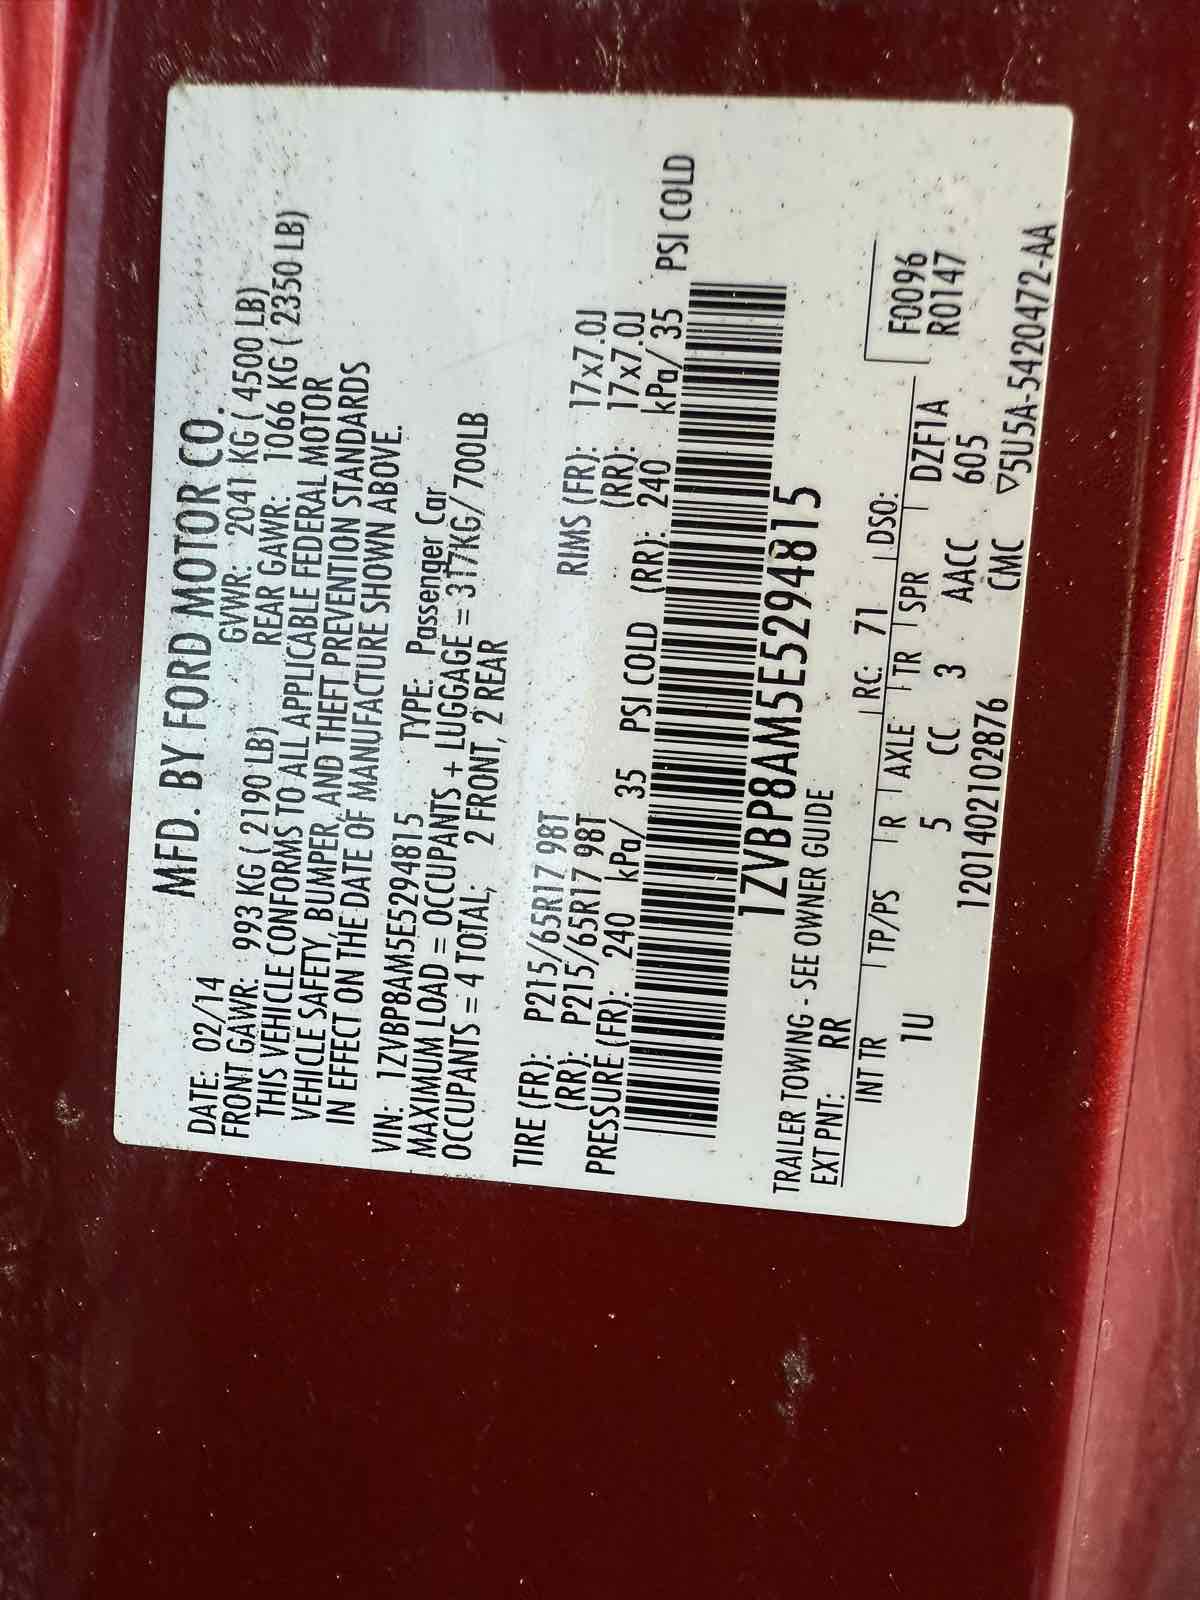 MFD. BY FORD MOTOR CO.
DATE: 02/14 GVWR: 2041 KG ( 4500 LB)
FRONT GAWR: 993 KG ( 2190 LB) REAR GAWR: 1066 KG ( 2350 LB)
THIS VEHICLE CONFORMS TO ALL APPLICABLE FEDERAL MOTOR
VEHICLE SAFETY, BUMPER, AND THEFT PREVENTION STANDARDS
IN EFFECT ON THE DATE OF MANUFACTURE SHOWN ABOVE.
VIN: 1ZVBP8AM5E5294815 TYPE: Passenger Car
MAXIMUM LOAD = OCCUPANTS + LUGGAGE = 317KG/ 700LB
OCCUPANTS = 4 TOTAL; 2 FRONT, 2 REAR
TIRE (FR): P215/65R17 98T RIMS (FR): 17x7.0J
(RR): P215/65R17 98T (RR): 17x7.0J
PRESSURE (FR): 240 kPa/ 35 PSI COLD (RR): 240 kPa/ 35 PSI COLD
1ZVBP8AM5E5294815
TRAILER TOWING - SEE OWNER GUIDE
EXT PNT: RR RC: 71 DSO: F0096
R0147
INT TR TP/PS R AXLE TR SPR DZF1A
1U 5 CC 3 AACC 605
12014021028​76 CMC ▽5U5A-5420472-AA